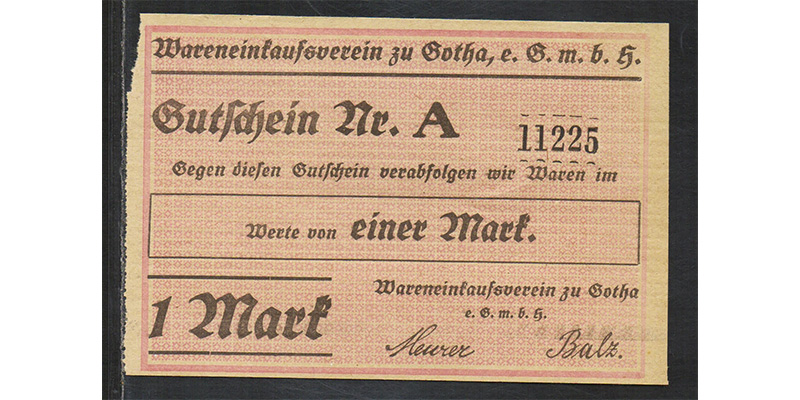 Wareneinkaufsverein zu Gotha, e. G. m. b. H.
Gutschein Nr. A 11225
Gegen diesen Gutschein verabfolgen wir Waren im
Werte von einer Mark.
1 Mark
Wareneinkaufsverein zu Gotha
e. G. m. b. H.
Meurer Balz.